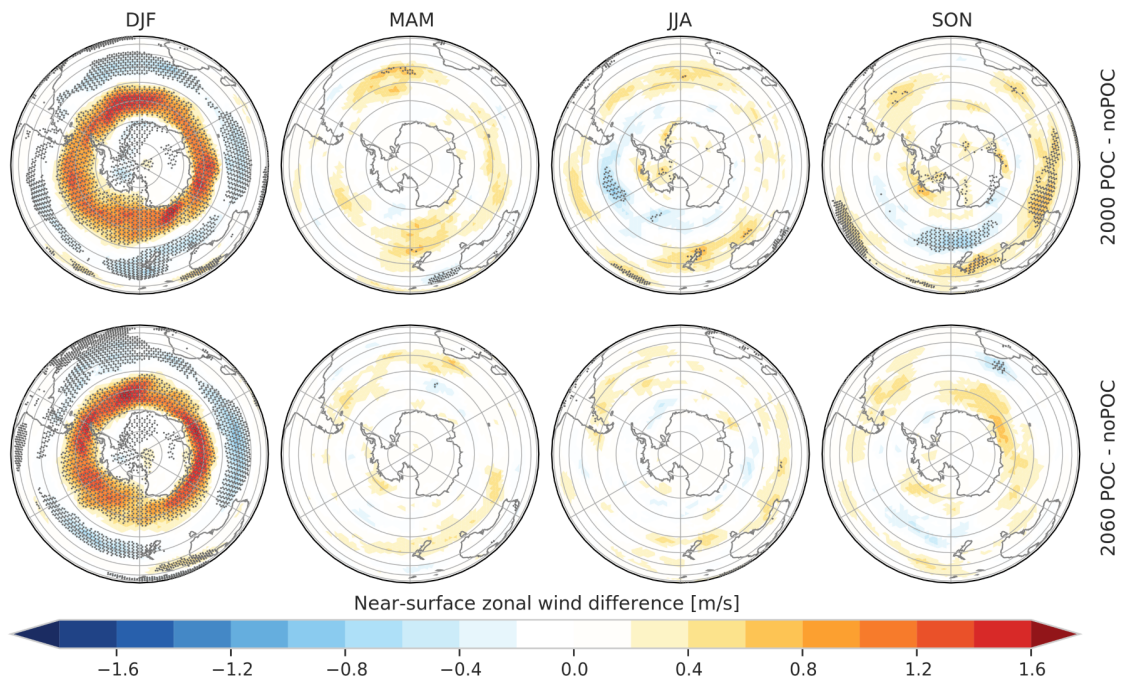 DJF MAM JJA SON
2000 POC - noPOC
2060 POC - noPOC
Near-surface zonal wind difference [m/s]
−1.6 −1.2 −0.8 −0.4 0.0 0.4 0.8 1.2 1.6